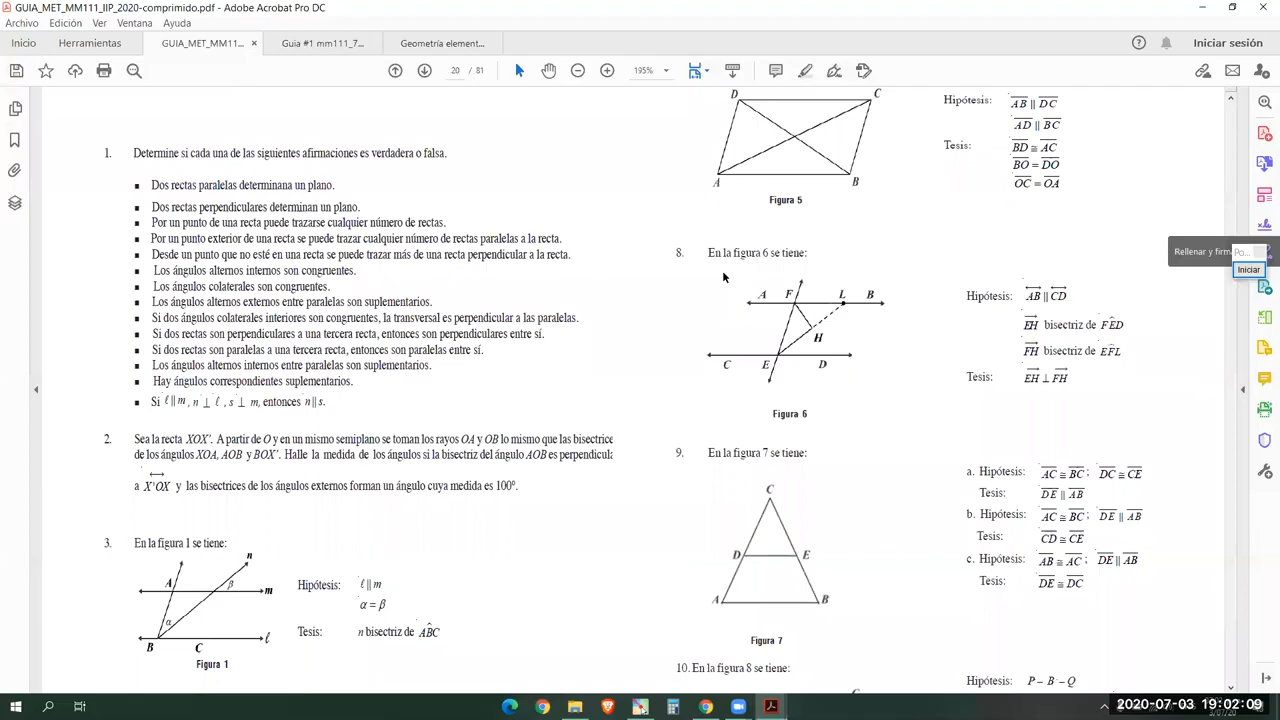 GUIA_MET_MM111_IIP_2020-comprimido.pdf - Adobe Acrobat Pro DC
Archivo Edición Ver Ventana Ayuda
Inicio Herramientas GUIA_MET_MM11... × Guia #1 mm111_7... Geometría element... Iniciar sesión
20 / 81 195%
1. Determine si cada una de las siguientes afirmaciones es verdadera o falsa.
▪ Dos rectas paralelas determinana un plano.
▪ Dos rectas perpendiculares determinan un plano.
▪ Por un punto de una recta puede trazarse cualquier número de rectas.
▪ Por un punto exterior de una recta se puede trazar cualquier número de rectas paralelas a la recta.
▪ Desde un punto que no esté en una recta se puede trazar más de una recta perpendicular a la recta.
▪ Los ángulos alternos internos son congruentes.
▪ Los ángulos colaterales son congruentes.
▪ Los ángulos alternos externos entre paralelas son suplementarios.
▪ Si dos ángulos colaterales interiores son congruentes, la transversal es perpendicular a las paralelas.
▪ Si dos rectas son perpendiculares a una tercera recta, entonces son perpendiculares entre sí.
▪ Si dos rectas son paralelas a una tercera recta, entonces son paralelas entre sí.
▪ Los ángulos alternos internos entre paralelas son suplementarios.
▪ Hay ángulos correspondientes suplementarios.
▪ Si ℓ || m, n ⊥ ℓ, s ⊥ m, entonces n || s.
2. Sea la recta XOX'. A partir de O y en un mismo semiplano se toman los rayos OA y OB lo mismo que las bisectrice
de los ángulos XOA, AOB y BOX'. Halle la medida de los ángulos si la bisectriz del ángulo AOB es perpendicula
a X'OX y las bisectrices de los ángulos externos forman un ángulo cuya medida es 100°.
3. En la figura 1 se tiene:
n
A β m
α
B C ℓ
Figura 1
Hipótesis: ℓ || m
α = β
Tesis: n bisectriz de ABC
D C
A B
Figura 5
Hipótesis: AB || DC
AD || BC
Tesis: BD ≅ AC
BO = DO
OC = OA
8. En la figura 6 se tiene:
A F L B
H
C E D
Figura 6
Hipótesis: AB || CD
EH bisectriz de FED
FH bisectriz de EFL
Tesis: EH ⊥ FH
9. En la figura 7 se tiene:
C
D E
A B
Figura 7
a. Hipótesis: AC ≅ BC; DC ≅ CE
Tesis: DE || AB
b. Hipótesis: AC ≅ BC; DE || AB
Tesis: CD ≅ CE
c. Hipótesis: AB ≅ AC; DE || AB
Tesis: DE ≅ DC
10. En la figura 8 se tiene:
Hipótesis: P – B – Q
Rellenar y firm
Po...
Iniciar
2020-07-03 19:02:09